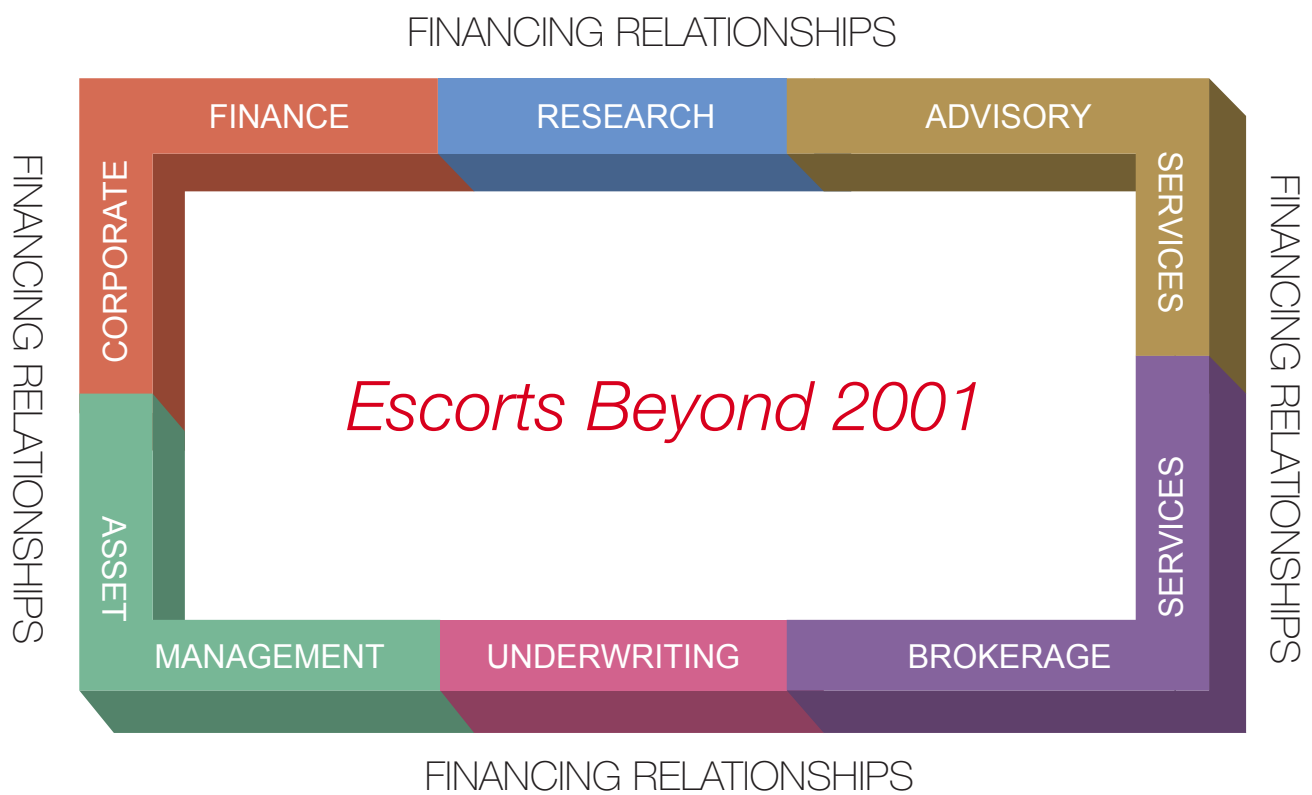 FINANCING RELATIONSHIPS
FINANCING RELATIONSHIPS
CORPORATE
FINANCE
RESEARCH
ADVISORY
SERVICES
FINANCING RELATIONSHIPS
Escorts Beyond 2001
ASSET
MANAGEMENT
UNDERWRITING
BROKERAGE
SERVICES
FINANCING RELATIONSHIPS